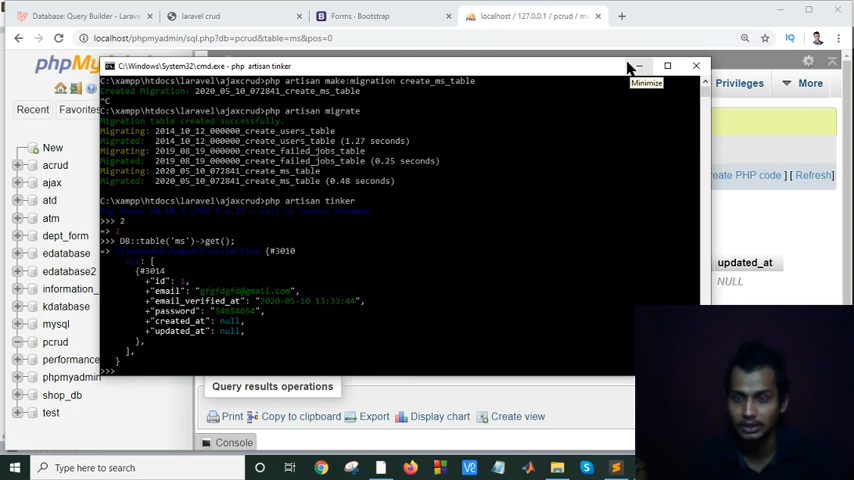 Database: Query Builder - Larave
laravel crud
Forms · Bootstrap
localhost / 127.0.0.1 / pcrud / m
localhost/phpmyadmin/sql.php?db=pcrud&table=ms&pos=0
phpMy
C:\Windows\System32\cmd.exe - php artisan tinker
Minimize
Privileges
More
Recent
Favorites
C:\xampp\htdocs\laravel\ajaxcrud>php artisan make:migration create_ms_table
Created Migration: 2020_05_10_072841_create_ms_table
^C
C:\xampp\htdocs\laravel\ajaxcrud>php artisan migrate
Migration table created successfully.
Migrating: 2014_10_12_000000_create_users_table
Migrated: 2014_10_12_000000_create_users_table (1.27 seconds)
Migrating: 2019_08_19_000000_create_failed_jobs_table
Migrated: 2019_08_19_000000_create_failed_jobs_table (0.25 seconds)
Migrating: 2020_05_10_072841_create_ms_table
Migrated: 2020_05_10_072841_create_ms_table (0.48 seconds)
C:\xampp\htdocs\laravel\ajaxcrud>php artisan tinker
>>> 2
=> 2
>>> DB::table('ms')->get();
=> Illuminate\Support\Collection {#3010
all: [
{#3014
+"id": 1,
+"email": "gfgfdgfd@gmail.com",
+"email_verified_at": "2020-05-10 13:33:44",
+"password": "54654654",
+"created_at": null,
+"updated_at": null,
},
],
}
>>>
New
acrud
ajax
atd
atm
dept_form
edatabase
edatabase2
information_
kdatabase
mysql
pcrud
performance
phpmyadmin
shop_db
test
reate PHP code ] [ Refresh]
updated_at
NULL
Query results operations
Print
Copy to clipboard
Export
Display chart
Create view
Console
Type here to search